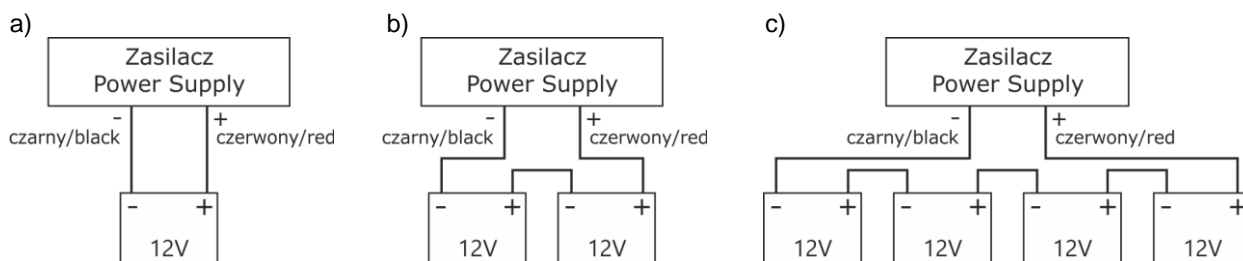 a)
Zasilacz
Power Supply
- +
czarny/black czerwony/red
- +
12V
b)
Zasilacz
Power Supply
- +
czarny/black czerwony/red
- + - +
12V 12V
c)
Zasilacz
Power Supply
- +
czarny/black czerwony/red
- + - + - + - +
12V 12V 12V 12V